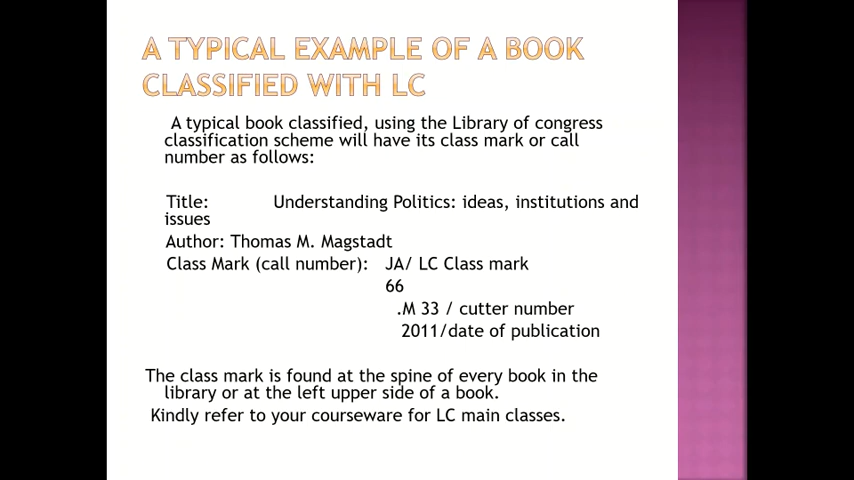 A TYPICAL EXAMPLE OF A BOOK
CLASSIFIED WITH LC
A typical book classified, using the Library of congress
classification scheme will have its class mark or call
number as follows:
Title: Understanding Politics: ideas, institutions and
issues
Author: Thomas M. Magstadt
Class Mark (call number): JA/ LC Class mark
66
.M 33 / cutter number
2011/date of publication
The class mark is found at the spine of every book in the
library or at the left upper side of a book.
Kindly refer to your courseware for LC main classes.